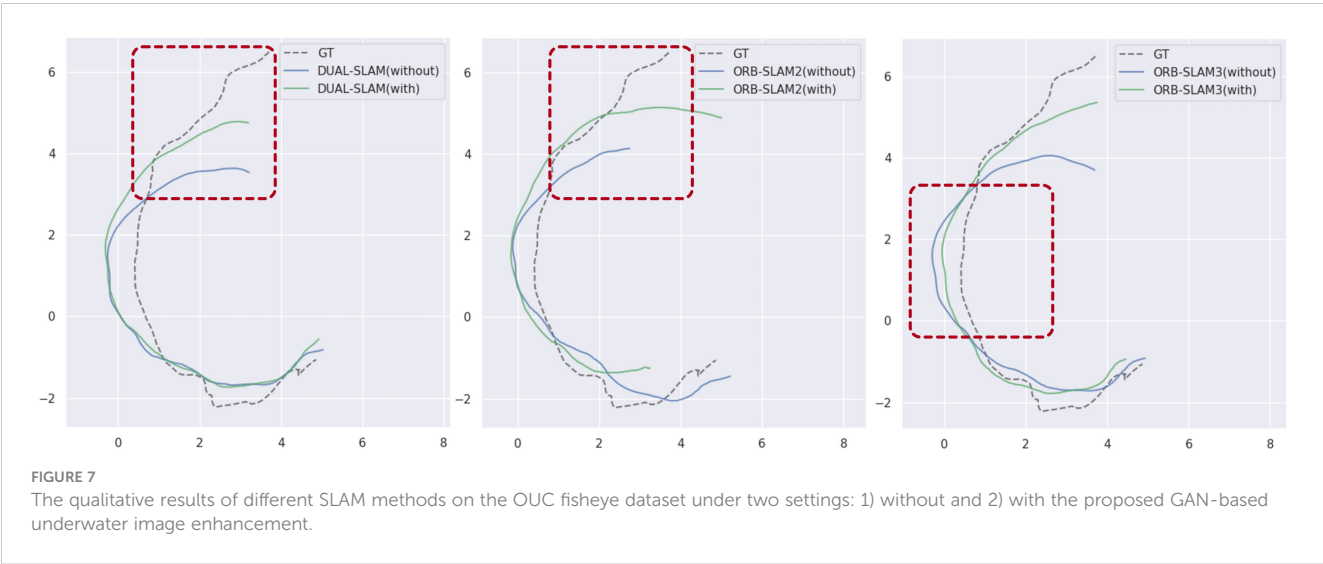 GT
DUAL-SLAM(without)
DUAL-SLAM(with)
6
4
2
0
−2
0
2
4
6
8
GT
ORB-SLAM2(without)
ORB-SLAM2(with)
6
4
2
0
−2
0
2
4
6
8
GT
ORB-SLAM3(without)
ORB-SLAM3(with)
6
4
2
0
−2
0
2
4
6
8
FIGURE 7
The qualitative results of different SLAM methods on the OUC fisheye dataset under two settings: 1) without and 2) with the proposed GAN-based
underwater image enhancement.